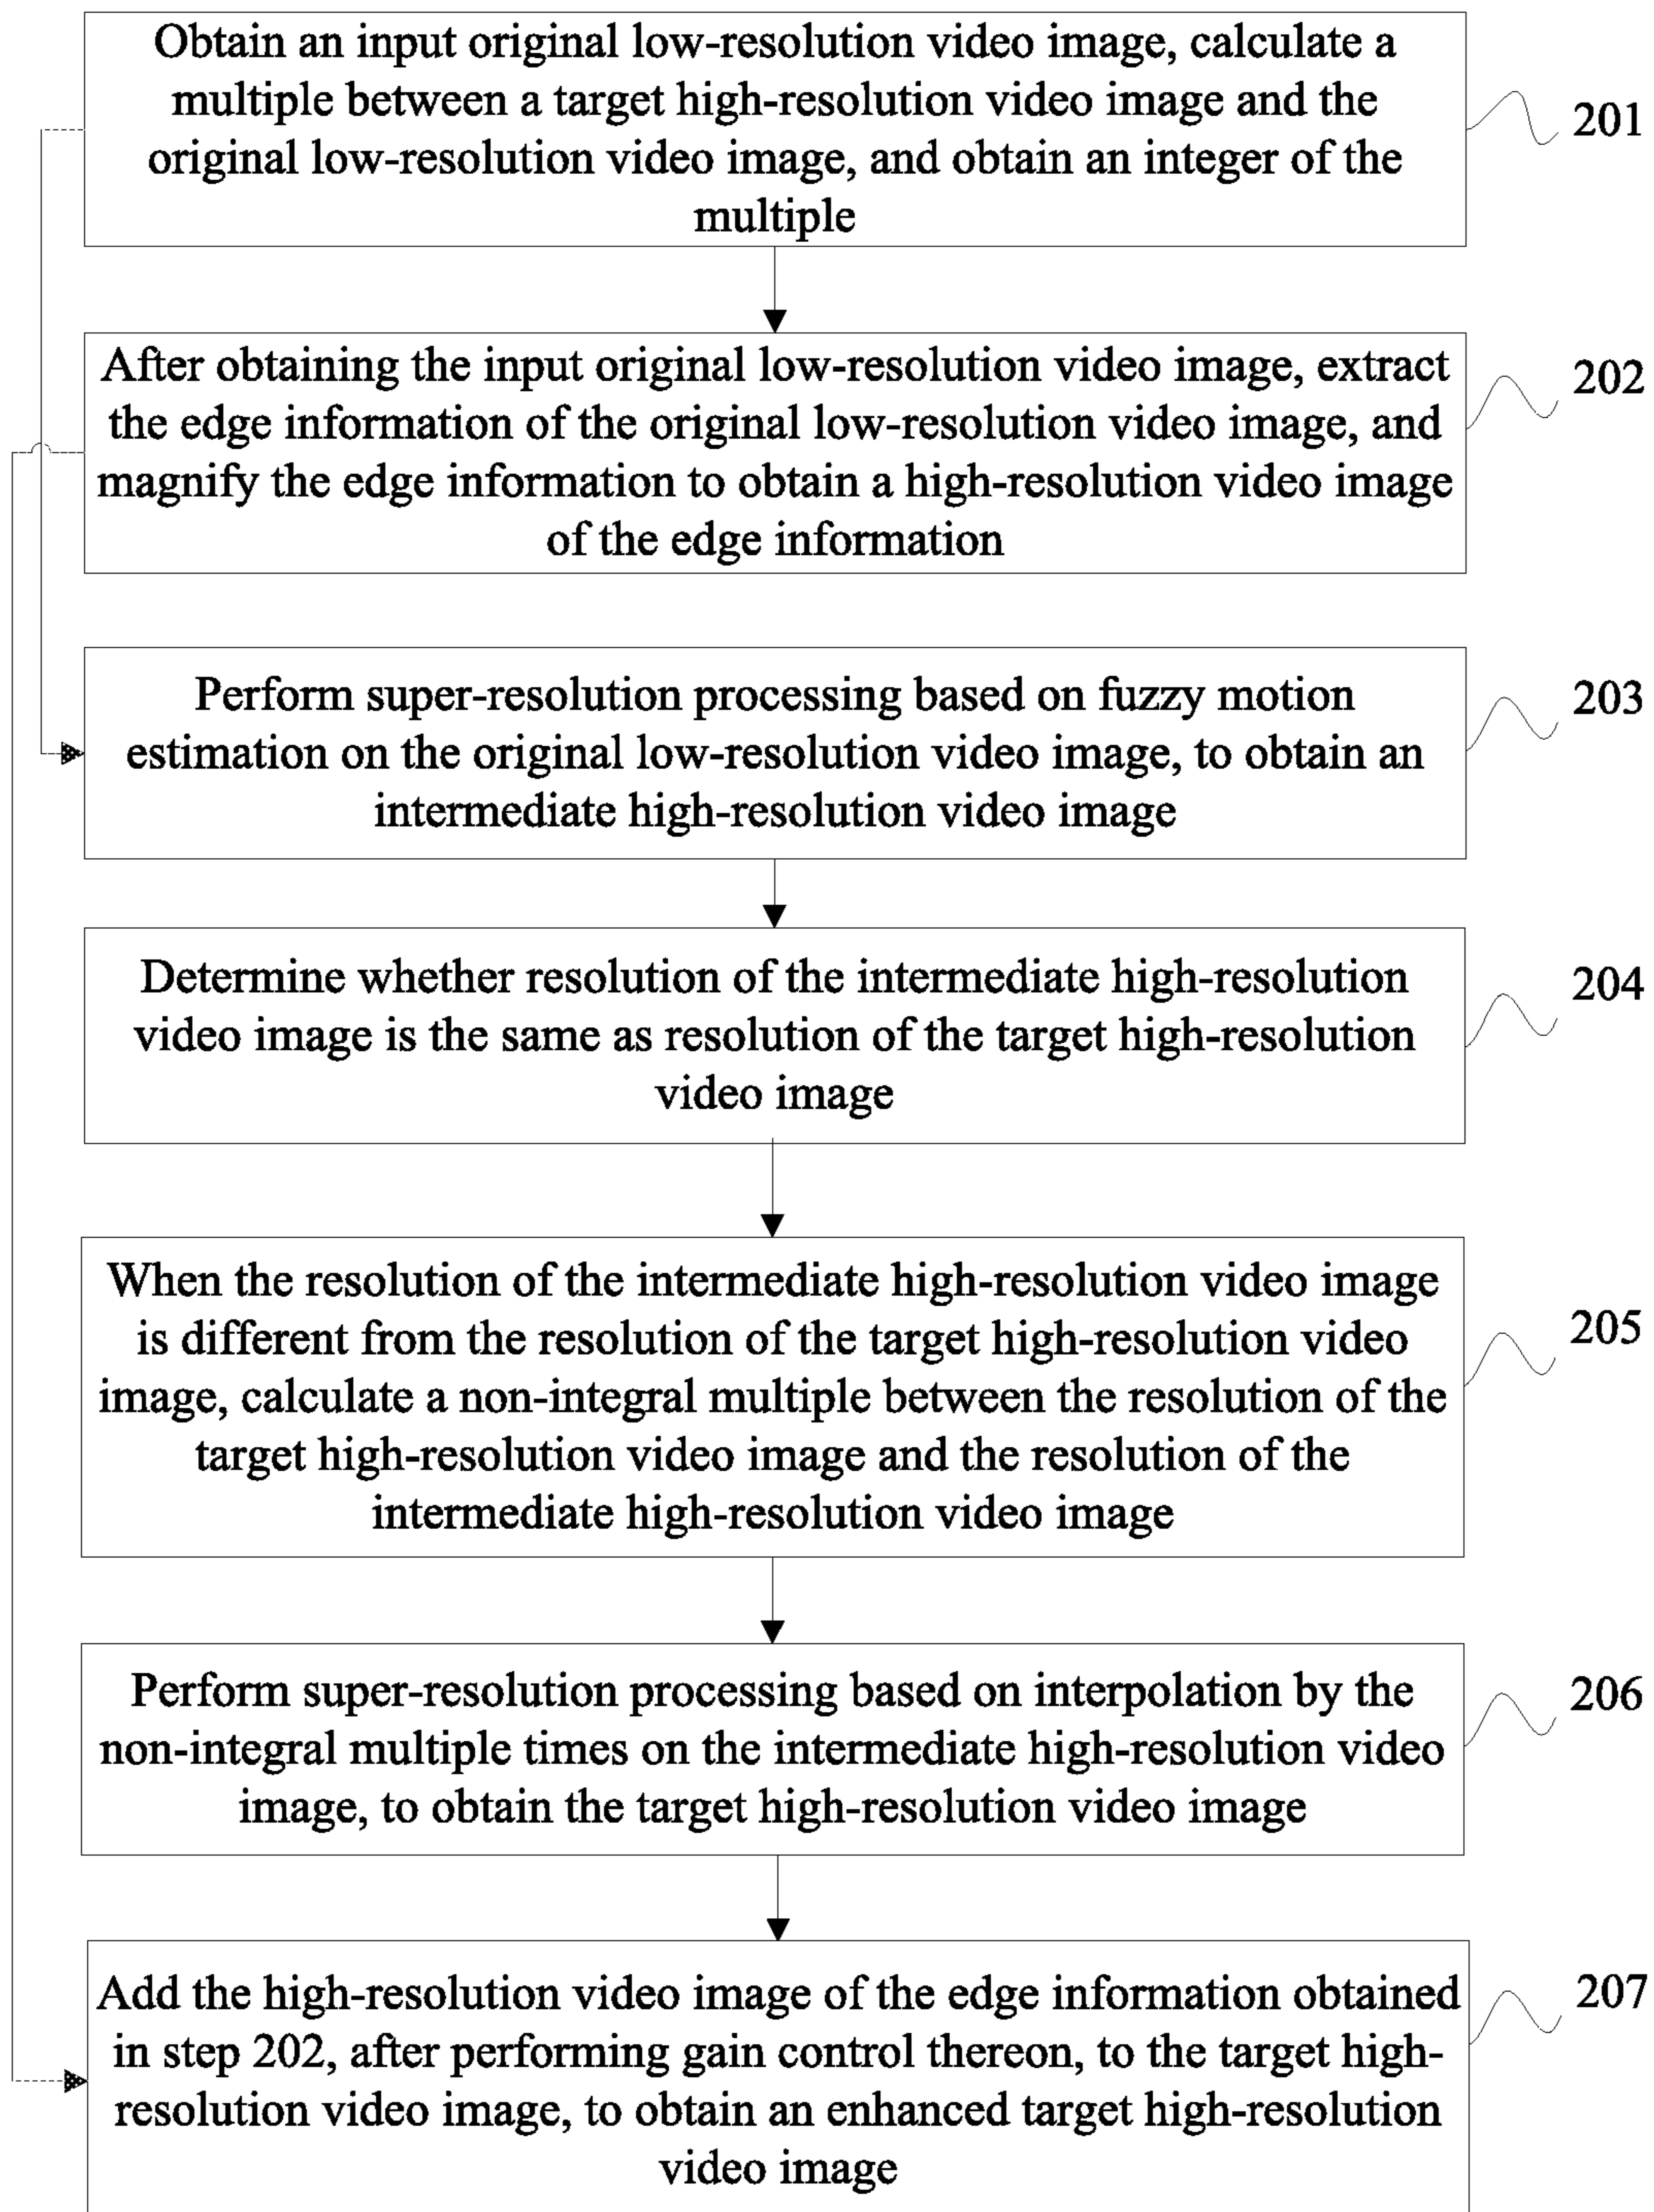 Obtain an input original low-resolution video image, calculate a
multiple between a target high-resolution video image and the
original low-resolution video image, and obtain an integer of the
multiple
201
After obtaining the input original low-resolution video image, extract
the edge information of the original low-resolution video image, and
magnify the edge information to obtain a high-resolution video image
of the edge information
202
Perform super-resolution processing based on fuzzy motion
estimation on the original low-resolution video image, to obtain an
intermediate high-resolution video image
203
Determine whether resolution of the intermediate high-resolution
video image is the same as resolution of the target high-resolution
video image
204
When the resolution of the intermediate high-resolution video image
is different from the resolution of the target high-resolution video
image, calculate a non-integral multiple between the resolution of the
target high-resolution video image and the resolution of the
intermediate high-resolution video image
205
Perform super-resolution processing based on interpolation by the
non-integral multiple times on the intermediate high-resolution video
image, to obtain the target high-resolution video image
206
Add the high-resolution video image of the edge information obtained
in step 202, after performing gain control thereon, to the target high-
resolution video image, to obtain an enhanced target high-resolution
video image
207